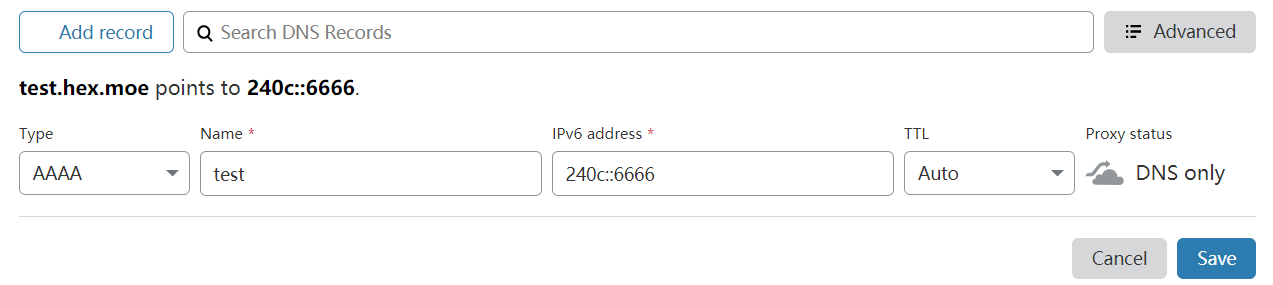 Add record Search DNS Records Advanced
test.hex.moe points to 240c::6666.
Type Name * IPv6 address * TTL Proxy status
AAAA test 240c::6666 Auto DNS only
Cancel Save